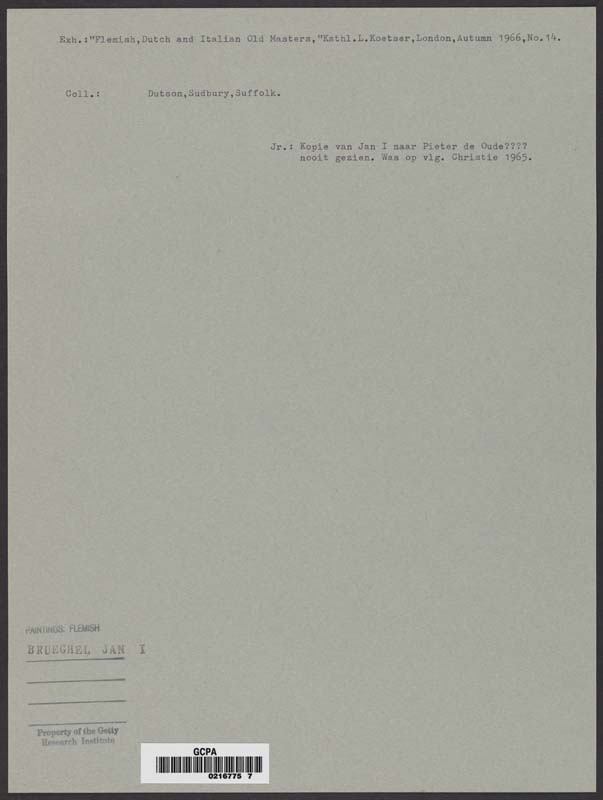 Exh.:"Flemish,Dutch and Italian Old Masters,"Kathl.L.Koetser,London,Autumn 1966,No.14.
Coll.: Dutson,Sudbury,Suffolk.
Jr.: Kopie van Jan I naar Pieter de Oude????
nooit gezien. Was op vlg. Christie 1965.
PAINTINGS: FLEMISH
BRUEGHEL JAN I
Property of the Getty
Research Institute
GCPA
0216775 7